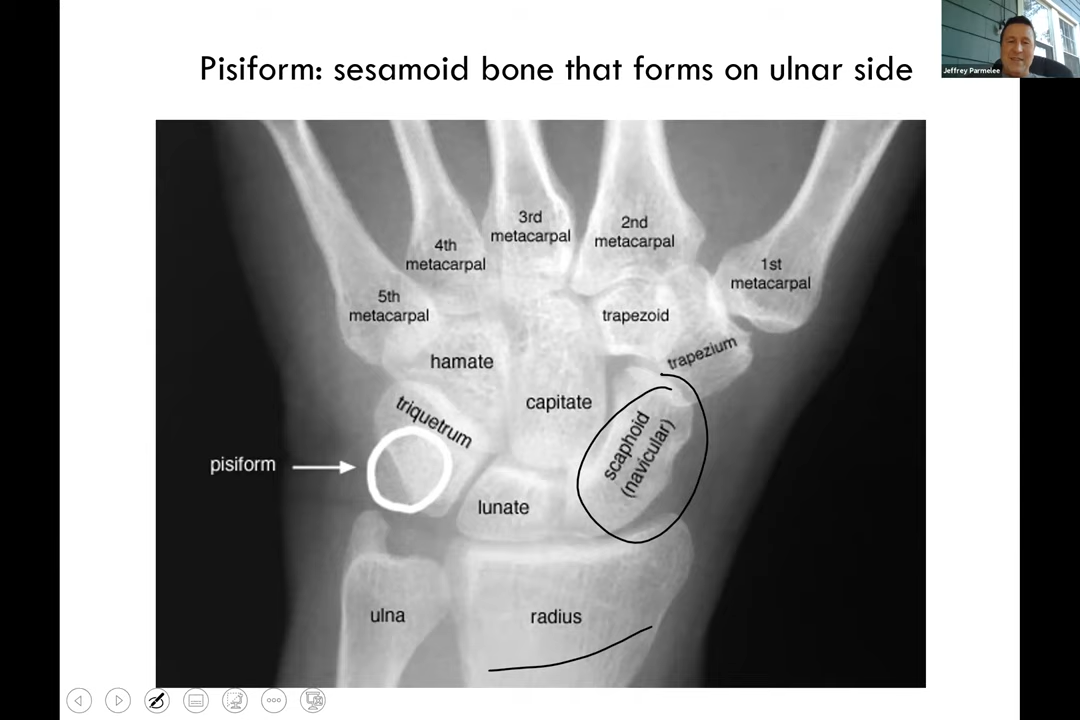 Pisiform: sesamoid bone that forms on ulnar side
Jeffrey Parmelee
3rd
metacarpal
2nd
metacarpal
4th
metacarpal
1st
metacarpal
5th
metacarpal
trapezoid
trapezium
hamate
capitate
triquetrum
scaphoid
(navicular)
pisiform
lunate
ulna
radius